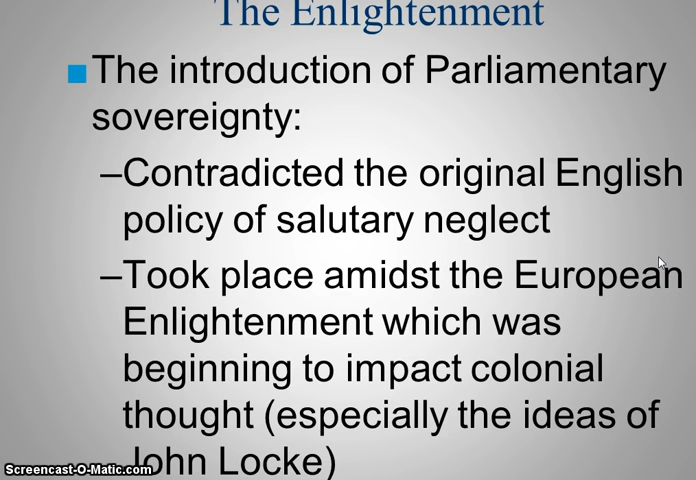 The Enlightenment
The introduction of Parliamentary
sovereignty:
–Contradicted the original English
policy of salutary neglect
–Took place amidst the European
Enlightenment which was
beginning to impact colonial
thought (especially the ideas of
John Locke)
Screencast-O-Matic.com